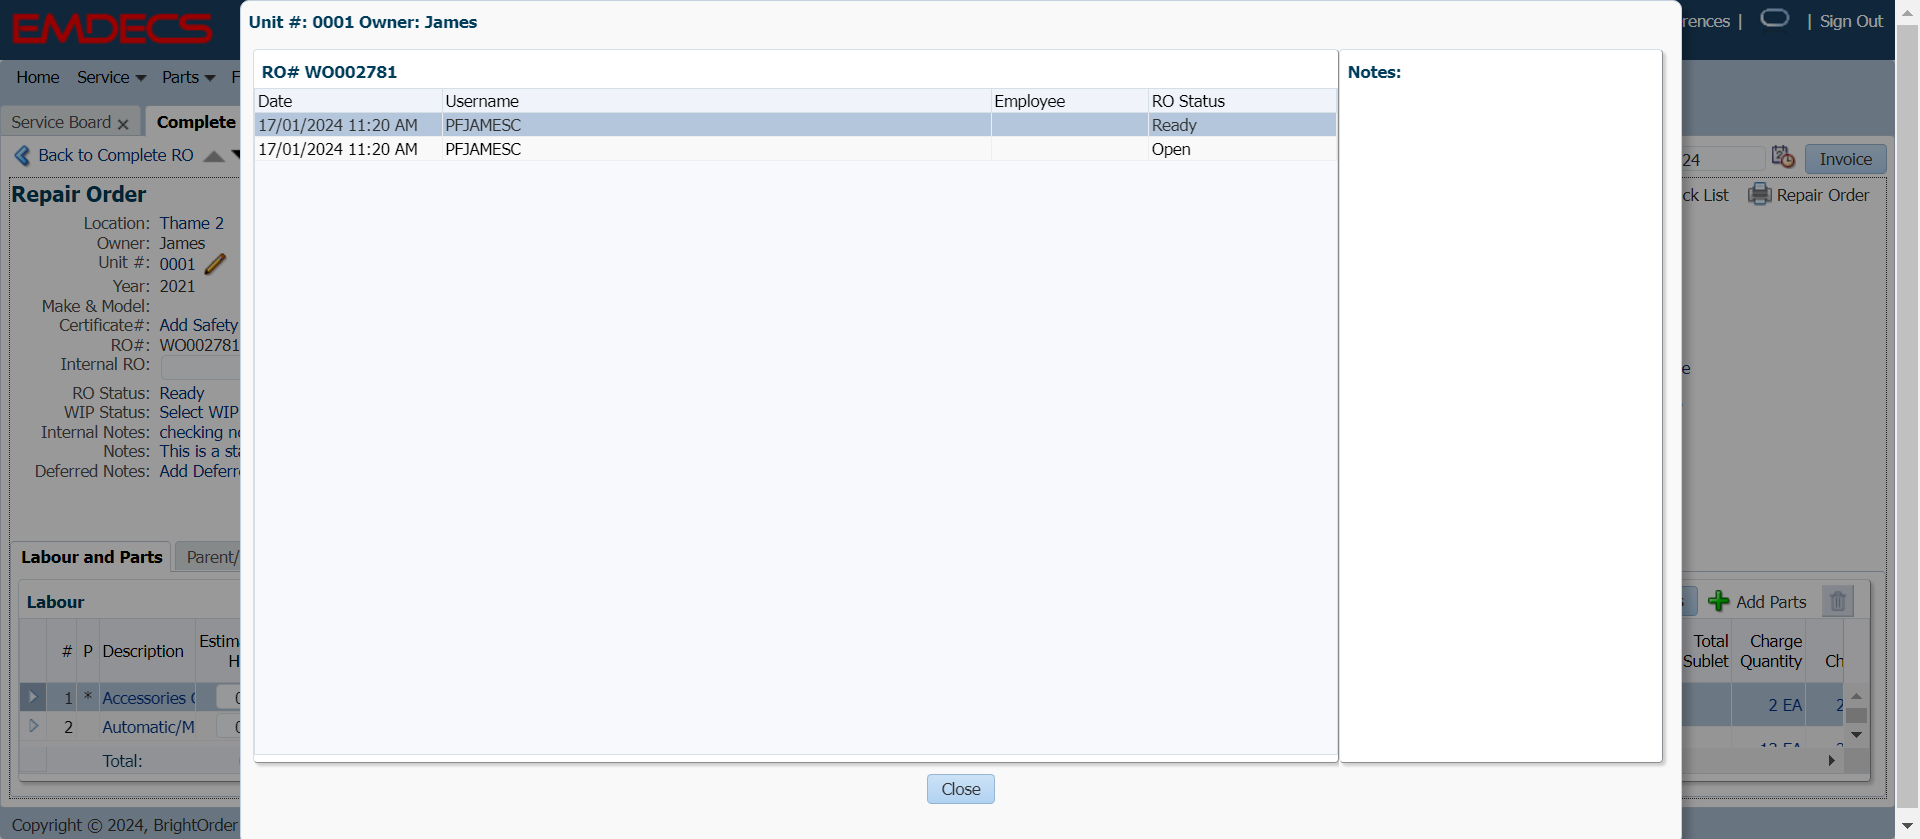 EMDECS
rences | | Sign Out
Home Service Parts F
Service Board Complete
Back to Complete RO
24 Invoice
ck List Repair Order
Repair Order
Location: Thame 2
Owner: James
Unit #: 0001
Year: 2021
Make & Model:
Certificate#: Add Safety
RO#: WO002781
Internal RO:
RO Status: Ready
WIP Status: Select WIP
Internal Notes: checking no
Notes: This is a sta
Deferred Notes: Add Deferr
e
Unit #: 0001 Owner: James
RO# WO002781
Date Username Employee RO Status
17/01/2024 11:20 AM PFJAMESC Ready
17/01/2024 11:20 AM PFJAMESC Open
Notes:
Close
Labour and Parts Parent/
Labour
Add Parts
# P Description Estim
H
Total Sublet Charge Quantity Ch
1 * Accessories 0 2 EA 2
2 Automatic/M 0
Total:
Copyright © 2024, BrightOrder